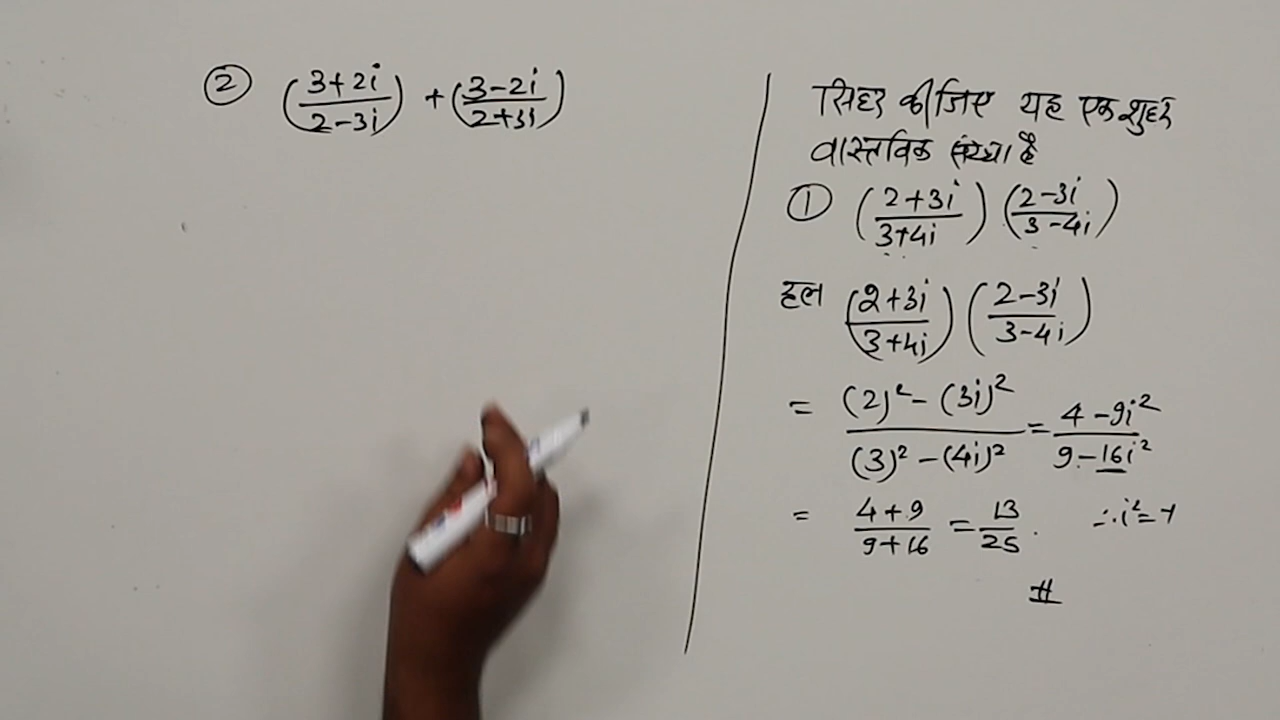 ② (3+2i / 2-3i) + (3-2i / 2+3i)
सिद्ध कीजिए यह एक शुद्ध
वास्तविक संख्या है
① (2+3i / 3+4i) (2-3i / 3-4i)
हल (2+3i / 3+4i) (2-3i / 3-4i)
= (2)² - (3i)² / (3)² - (4i)² = 4-9i² / 9-16i²
= 4+9 / 9+16 = 13 / 25 . ∴ i² = -1
#